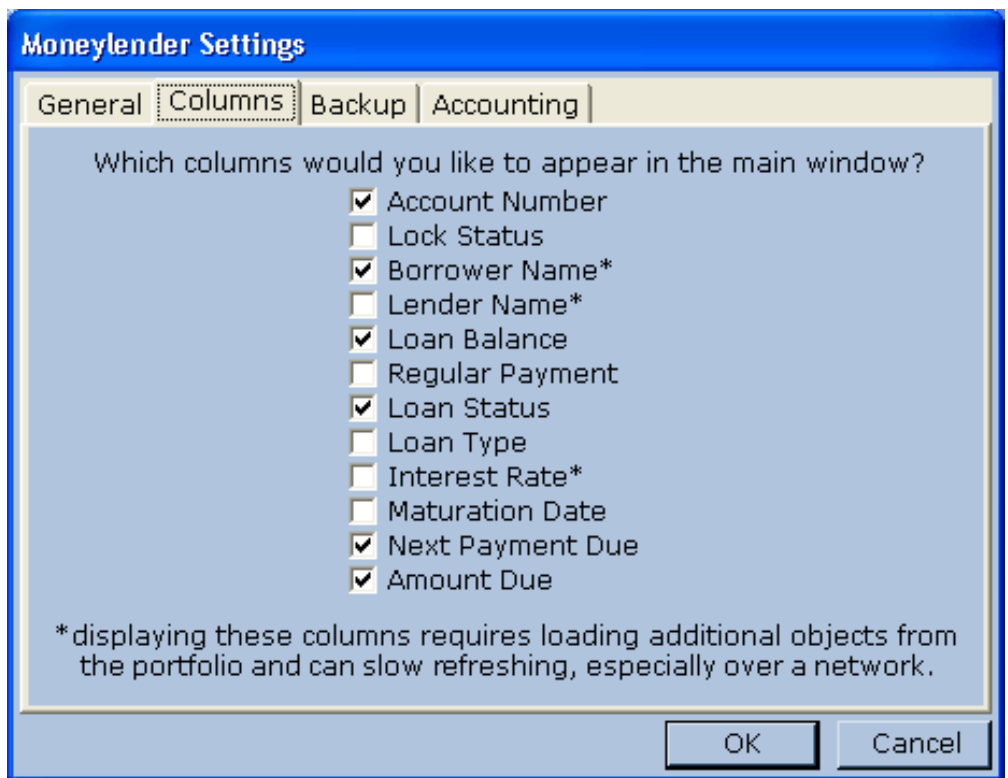 Moneylender Settings
General Columns Backup Accounting
Which columns would you like to appear in the main window?
Account Number
Lock Status
Borrower Name*
Lender Name*
Loan Balance
Regular Payment
Loan Status
Loan Type
Interest Rate*
Maturation Date
Next Payment Due
Amount Due
*displaying these columns requires loading additional objects from
the portfolio and can slow refreshing, especially over a network.
OK Cancel